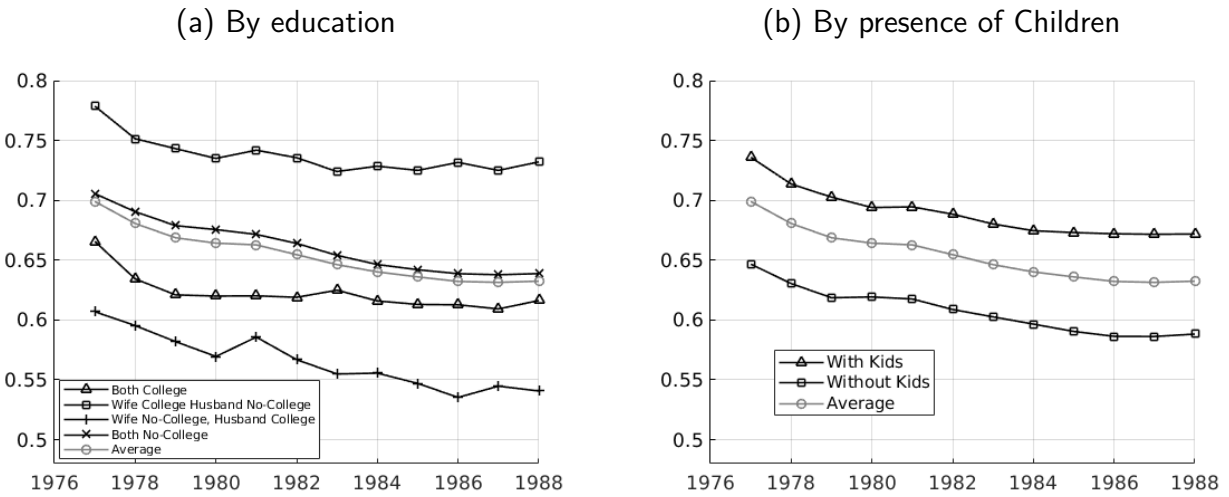 (a) By education
0.8
0.75
0.7
0.65
0.6
0.55
0.5
Both College
Wife College Husband No-College
Wife No-College, Husband College
Both No-College
Average
1976 1978 1980 1982 1984 1986 1988
(b) By presence of Children
0.8
0.75
0.7
0.65
0.6
0.55
0.5
With Kids
Without Kids
Average
1976 1978 1980 1982 1984 1986 1988